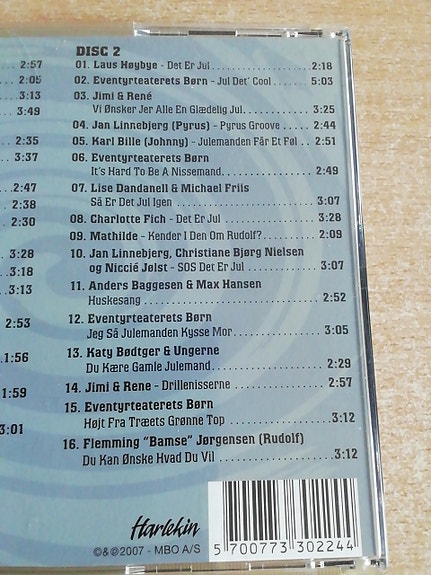 2:57
2:05
3:13
3:49
2:35
3:37
2:47
2:38
2:30
3:28
3:18
3:13
2:53
1:56
1:59
3:01
DISC 2
01. Laus Høybye - Det Er Jul 2:18
02. Eventyrteaterets Børn - Jul Det' Cool 5:03
03. Jimi & René
Vi Ønsker Jer Alle En Glædelig Jul 3:25
04. Jan Linnebjerg (Pyrus) - Pyrus Groove 2:44
05. Karl Bille (Johnny) - Julemanden Får Et Føl 2:51
06. Eventyrteaterets Børn
It's Hard To Be A Nissemand 2:49
07. Lise Dandanell & Michael Friis
Så Er Det Jul Igen 3:07
08. Charlotte Fich - Det Er Jul 3:28
09. Mathilde - Kender I Den Om Rudolf? 2:09
10. Jan Linnebjerg, Christiane Bjørg Nielsen
og Niccié Jølst - SOS Det Er Jul 3:07
11. Anders Baggesen & Max Hansen
Huskesang 2:52
12. Eventyrteaterets Børn
Jeg Så Julemanden Kysse Mor 3:05
13. Katy Bødtger & Ungerne
Du Kære Gamle Julemand 2:29
14. Jimi & Rene - Drillenisserne 2:57
15. Eventyrteaterets Børn
Højt Fra Træets Grønne Top 3:12
16. Flemming "Bamse" Jørgensen (Rudolf)
Du Kan Ønske Hvad Du Vil 3:12
Harlekin
©&℗2007 - MBO A/S
5 700773 302244